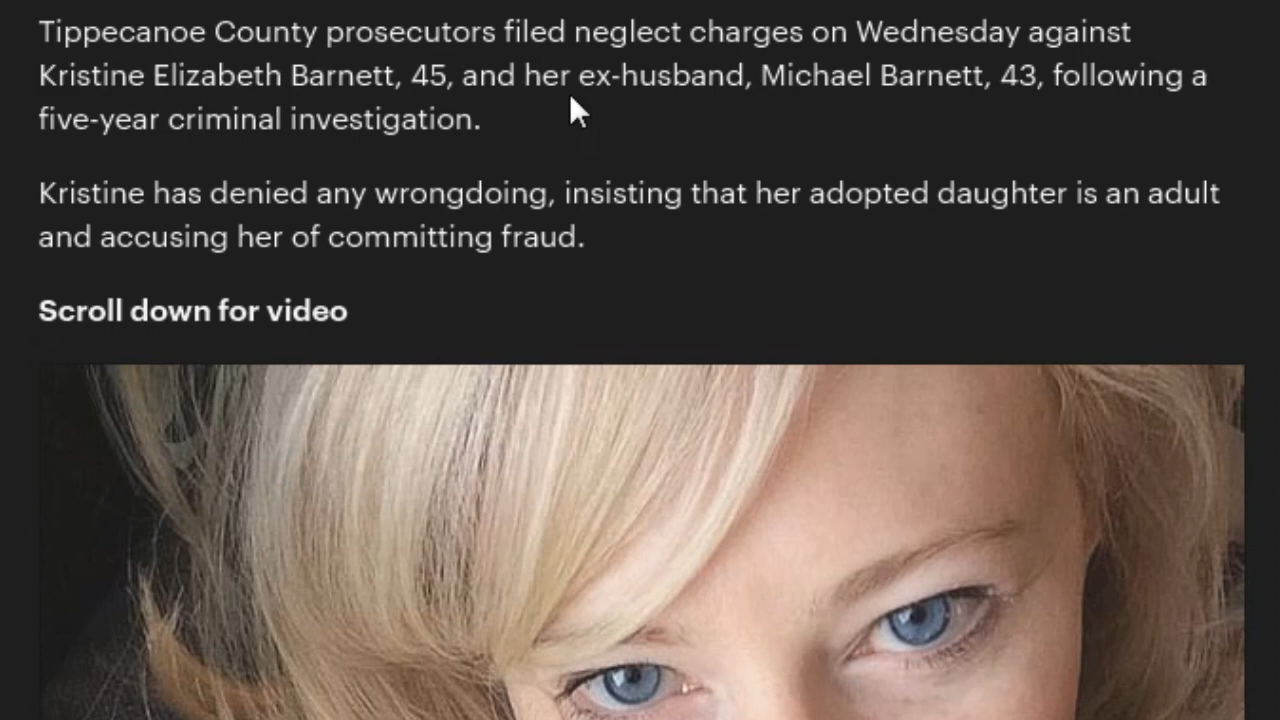 Tippecanoe County prosecutors filed neglect charges on Wednesday against
Kristine Elizabeth Barnett, 45, and her ex-husband, Michael Barnett, 43, following a
five-year criminal investigation.
Kristine has denied any wrongdoing, insisting that her adopted daughter is an adult
and accusing her of committing fraud.
Scroll down for video